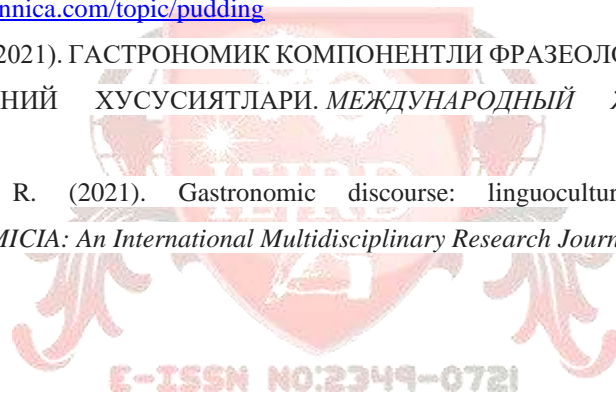 nnica.com/topic/pudding
2021). ГАСТРОНОМИК КОМПОНЕНТЛИ ФРАЗЕОЛО
НИЙ ХУСУСИЯТЛАРИ. МЕЖДУНАРОДНЫЙ
R. (2021). Gastronomic discourse: linguocultur
MICIA: An International Multidisciplinary Research Journ
IEJRD
E-ISSN NO:2349-0721